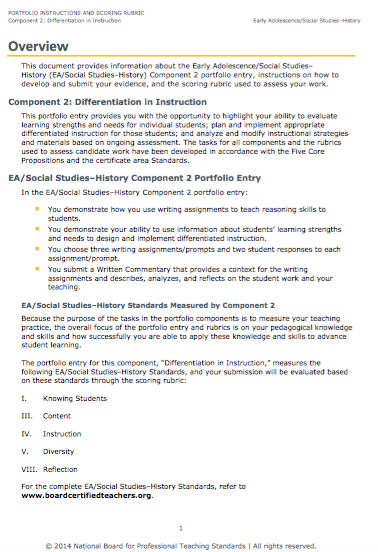 PORTFOLIO INSTRUCTIONS AND SCORING RUBRIC
Component 2: Differentiation in Instruction
Early Adolescence/Social Studies–History
Overview
This document provides information about the Early Adolescence/Social Studies–
History (EA/Social Studies–History) Component 2 portfolio entry, instructions on how to
develop and submit your evidence, and the scoring rubric used to assess your work.
Component 2: Differentiation in Instruction
This portfolio entry provides you with the opportunity to highlight your ability to evaluate
learning strengths and needs for individual students; plan and implement appropriate
differentiated instruction for those students; and analyze and modify instructional strategies
and materials based on ongoing assessment. The tasks for all components and the rubrics
used to assess candidate work have been developed in accordance with the Five Core
Propositions and the certificate area Standards.
EA/Social Studies–History Component 2 Portfolio Entry
In the EA/Social Studies–History Component 2 portfolio entry:
You demonstrate how you use writing assignments to teach reasoning skills to
students.
You demonstrate your ability to use information about students' learning strengths
and needs to design and implement differentiated instruction.
You choose three writing assignments/prompts and two student responses to each
assignment/prompt.
You submit a Written Commentary that provides a context for the writing
assignments and describes, analyzes, and reflects on the student work and your
teaching.
EA/Social Studies–History Standards Measured by Component 2
Because the purpose of the tasks in the portfolio components is to measure your teaching
practice, the overall focus of the portfolio entry and rubrics is on your pedagogical knowledge
and skills and how successfully you are able to apply these knowledge and skills to advance
student learning.
The portfolio entry for this component, "Differentiation in Instruction," measures the
following EA/Social Studies–History Standards, and your submission will be evaluated based
on these standards through the scoring rubric:
I. Knowing Students
III. Content
IV. Instruction
V. Diversity
VIII. Reflection
For the complete EA/Social Studies–History Standards, refer to
www.boardcertifiedteachers.org.
1
© 2014 National Board for Professional Teaching Standards | All rights reserved.